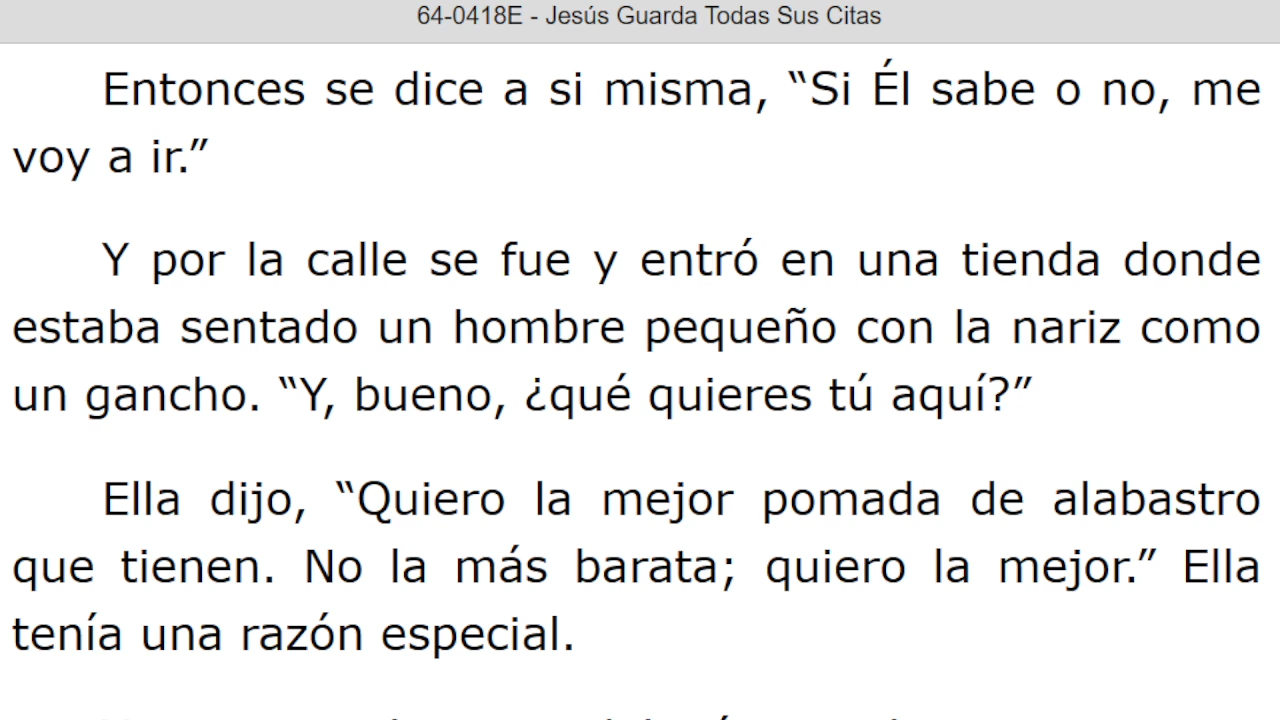 64-0418E - Jesús Guarda Todas Sus Citas
Entonces se dice a si misma, “Si Él sabe o no, me
voy a ir.”
Y por la calle se fue y entró en una tienda donde
estaba sentado un hombre pequeño con la nariz como
un gancho. “Y, bueno, ¿qué quieres tú aquí?”
Ella dijo, “Quiero la mejor pomada de alabastro
que tienen. No la más barata; quiero la mejor.” Ella
tenía una razón especial.